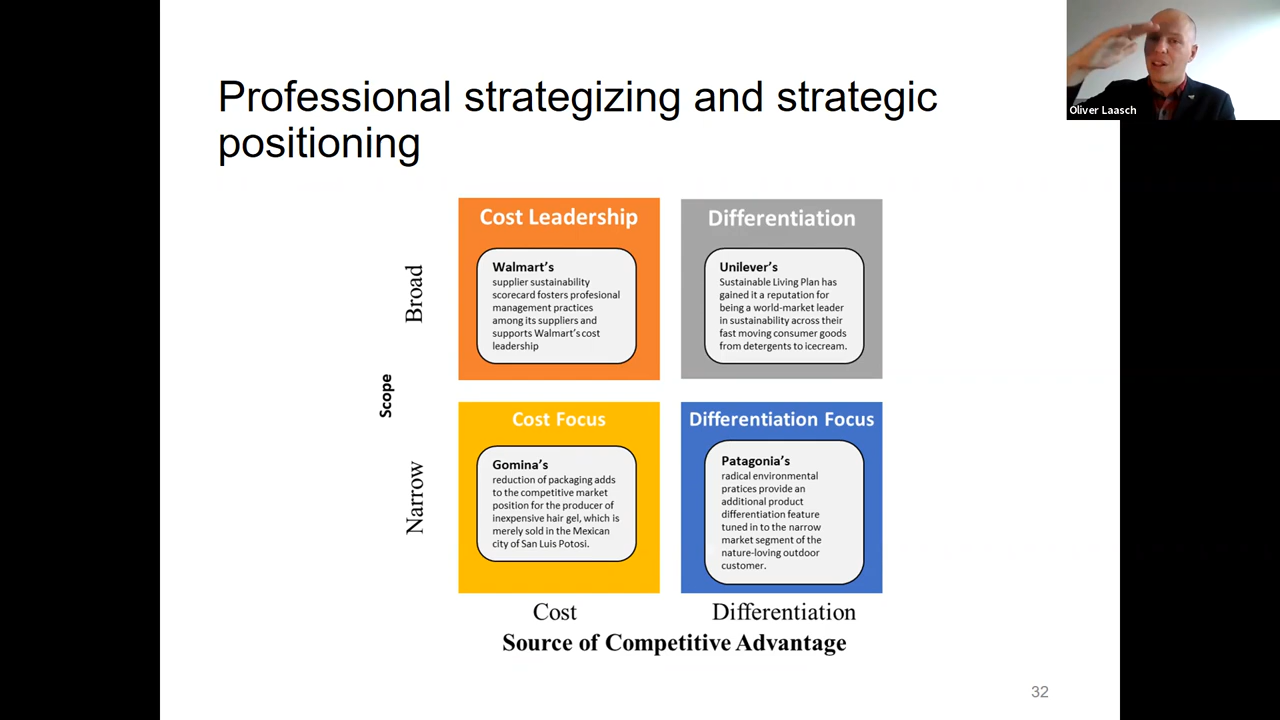 Professional strategizing and strategic
positioning
Oliver Laasch
Cost Leadership
Walmart's
supplier sustainability
scorecard fosters profesional
management practices
among its suppliers and
supports Walmart's cost
leadership
Differentiation
Unilever's
Sustainable Living Plan has
gained it a reputation for
being a world-market leader
in sustainability across their
fast moving consumer goods
from detergents to icecream.
Broad
Scope
Narrow
Cost Focus
Gomina's
reduction of packaging adds
to the competitive market
position for the producer of
inexpensive hair gel, which is
merely sold in the Mexican
city of San Luis Potosi.
Differentiation Focus
Patagonia's
radical environmental
pratices provide an
additional product
differentiation feature
tuned in to the narrow
market segment of the
nature-loving outdoor
customer.
Cost
Differentiation
Source of Competitive Advantage
32